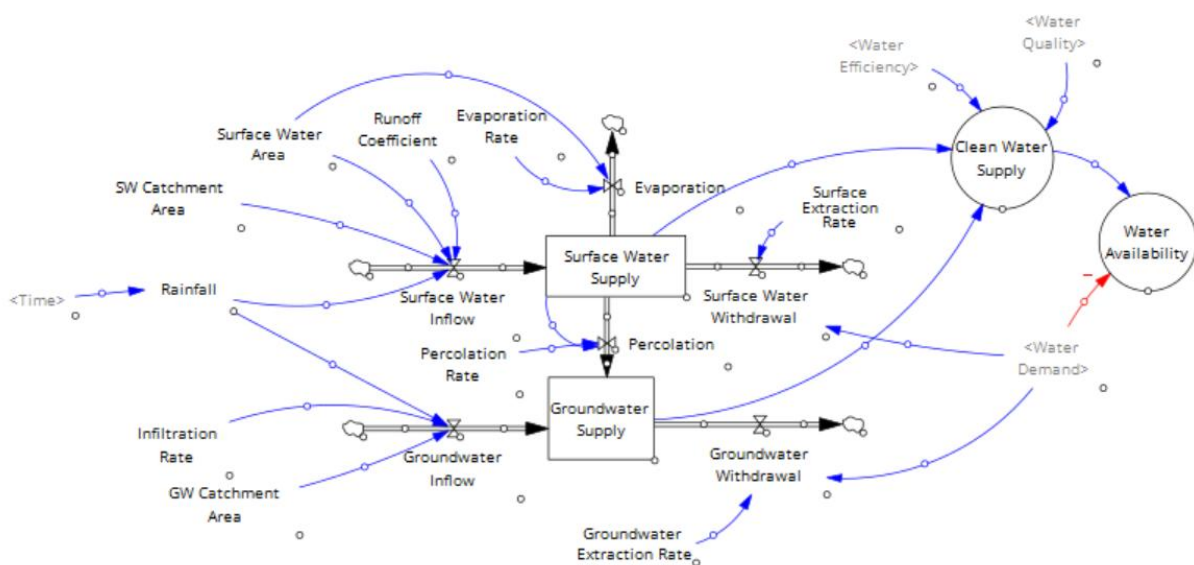 <Water
Efficiency>
<Water
Quality>
Surface Water
Area
Runoff
Coefficient
Evaporation
Rate
Clean Water
Supply
SW Catchment
Area
Evaporation
Surface
Extraction
Rate
Water
Availability
Surface Water
Supply
<Time>
Rainfall
Surface Water
Inflow
Surface Water
Withdrawal
–
Percolation
Rate
Percolation
<Water
Demand>
Groundwater
Supply
Infiltration
Rate
Groundwater
Inflow
Groundwater
Withdrawal
GW Catchment
Area
Groundwater
Extraction Rate